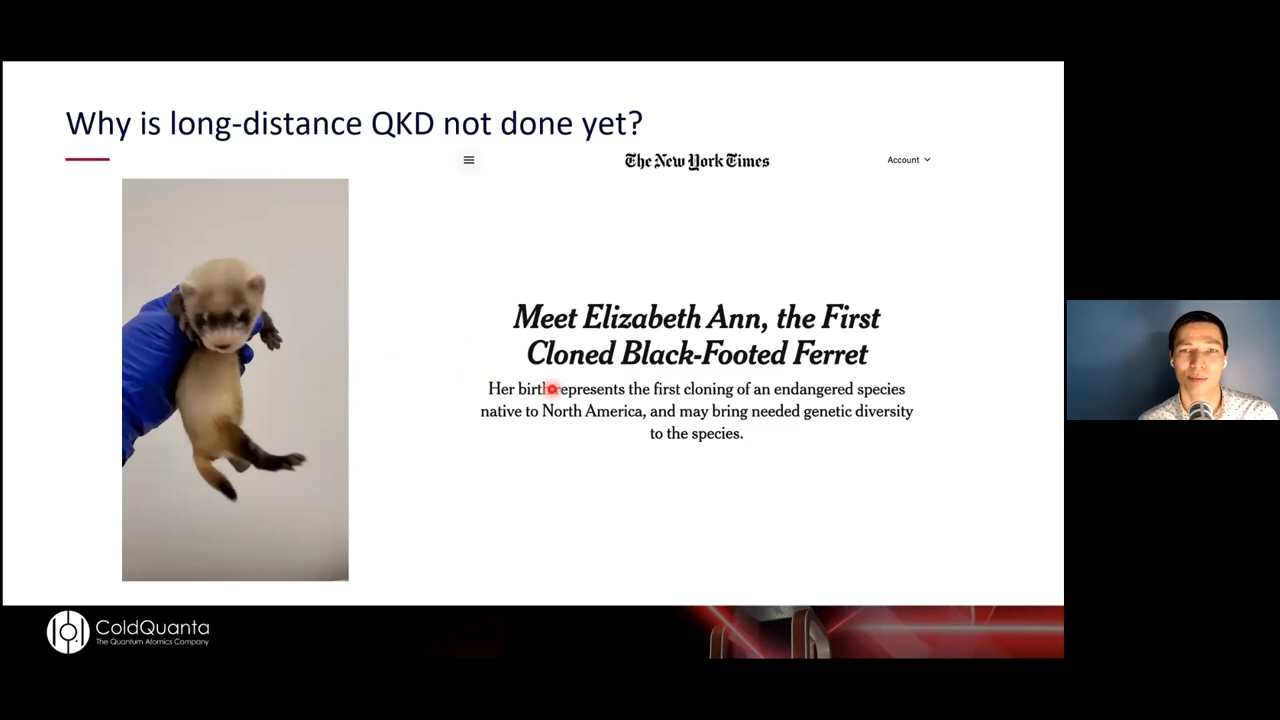 Why is long-distance QKD not done yet?
The New York Times
Account
Meet Elizabeth Ann, the First
Cloned Black-Footed Ferret
Her birth represents the first cloning of an endangered species
native to North America, and may bring needed genetic diversity
to the species.
ColdQuanta
The Quantum Atomics Company